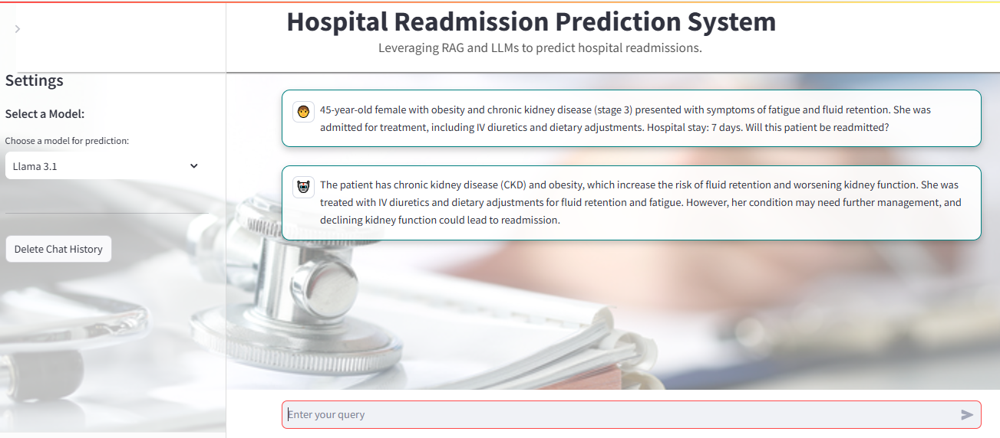 Hospital Readmission Prediction System
Leveraging RAG and LLMs to predict hospital readmissions.
Settings
Select a Model:
Choose a model for prediction:
Llama 3.1
Delete Chat History
45-year-old female with obesity and chronic kidney disease (stage 3) presented with symptoms of fatigue and fluid retention. She was
admitted for treatment, including IV diuretics and dietary adjustments. Hospital stay: 7 days. Will this patient be readmitted?
The patient has chronic kidney disease (CKD) and obesity, which increase the risk of fluid retention and worsening kidney function. She was
treated with IV diuretics and dietary adjustments for fluid retention and fatigue. However, her condition may need further management, and
declining kidney function could lead to readmission.
Enter your query